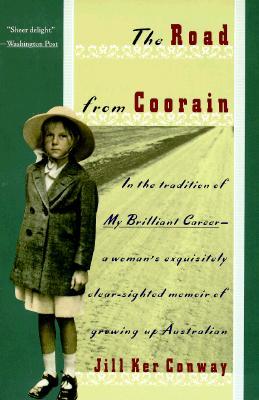 "Sheer delight."
—Washington Post
The Road
from Coorain
In the tradition of
My Brilliant Career—
a woman's exquisitely
clear-sighted memoir of
growing up Australian
Jill Ker Conway